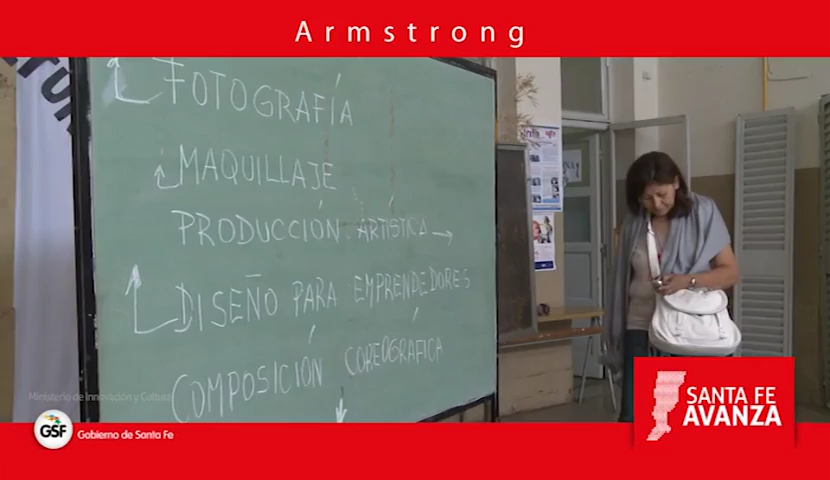 Armstrong
FOTOGRAFÍA
MAQUILLAJE
PRODUCCIÓN ARTÍSTICA
DISEÑO PARA EMPRENDEDORES
COMPOSICIÓN COREOGRÁFICA
Ministerio de Innovación y Cultura
GSF
Gobierno de Santa Fe
SANTA FE
AVANZA